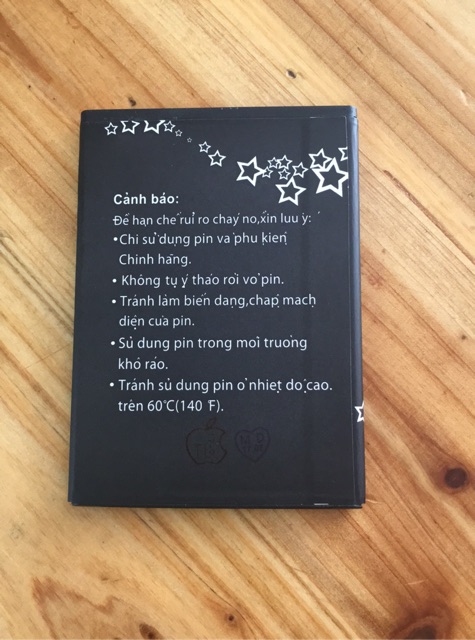 Cảnh báo:
Để hạn chế rủi ro cháy nổ,xin lưu ý:
•Chỉ sử dụng pin và phụ kiện
Chinh hãng.
•Không tự ý tháo rời vỏ pin.
•Tránh làm biến dạng,chập mạch
diện của pin.
•Sử dụng pin trong môi trường
khô ráo.
•Tránh sử dụng pin ở nhiệt độ cao.
trên 60°C(140 °F).